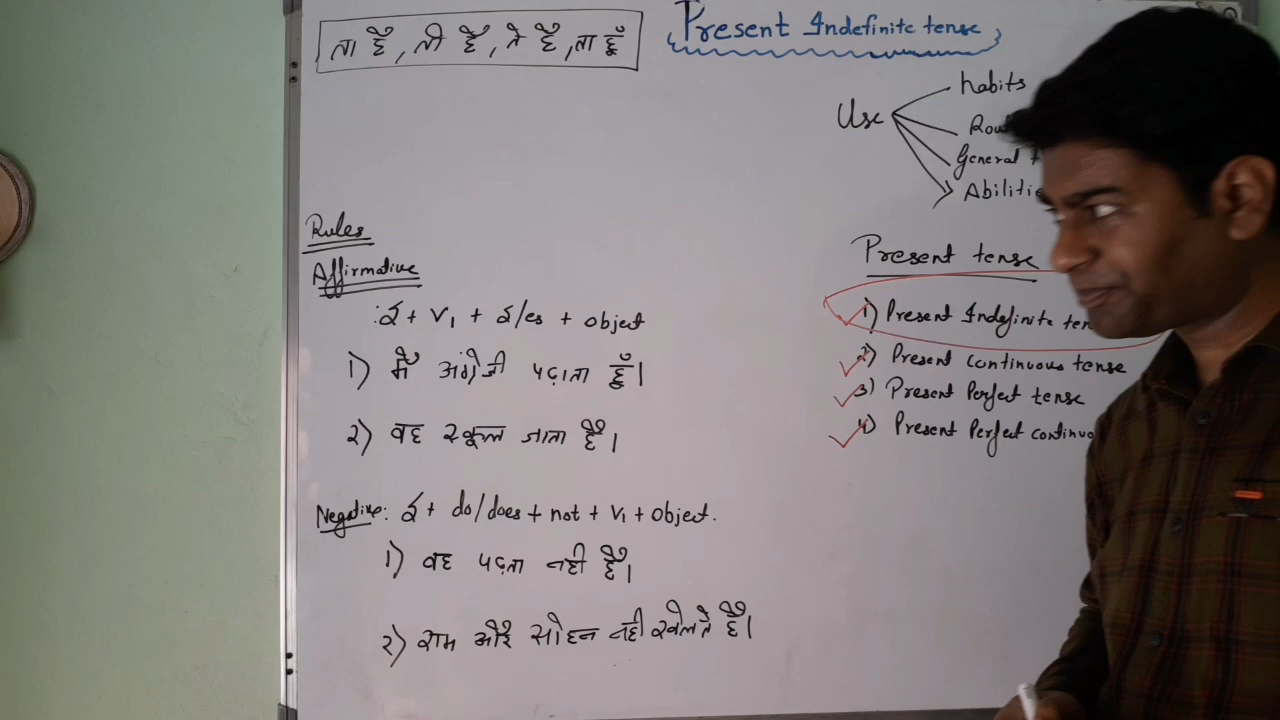 ता है, ती है, ते है, ता हूँ
Present Indefinite tense
Use
habits
General
Present tense
1) Present Indefinite
2) Present Continuous tense
3) Present Perfect tense
4) Present Perfect
Rules
Affirmative
:S + V1 + S/es + object
1) मैं अंग्रेजी पढ़ाता हूँ।
2) वह स्कूल जाता है।
Negative: S + do/does + not + V1 + object.
1) वह पढ़ता नही है।
2) राम और सोहन नही खेलते है।